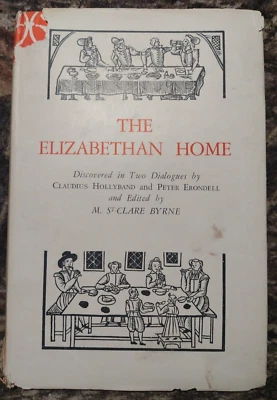 THE
ELIZABETHAN HOME
Discovered in Two Dialogues by
CLAUDIUS HOLLYBAND and PETER ERONDELL
and Edited by
M. ST CLARE BYRNE